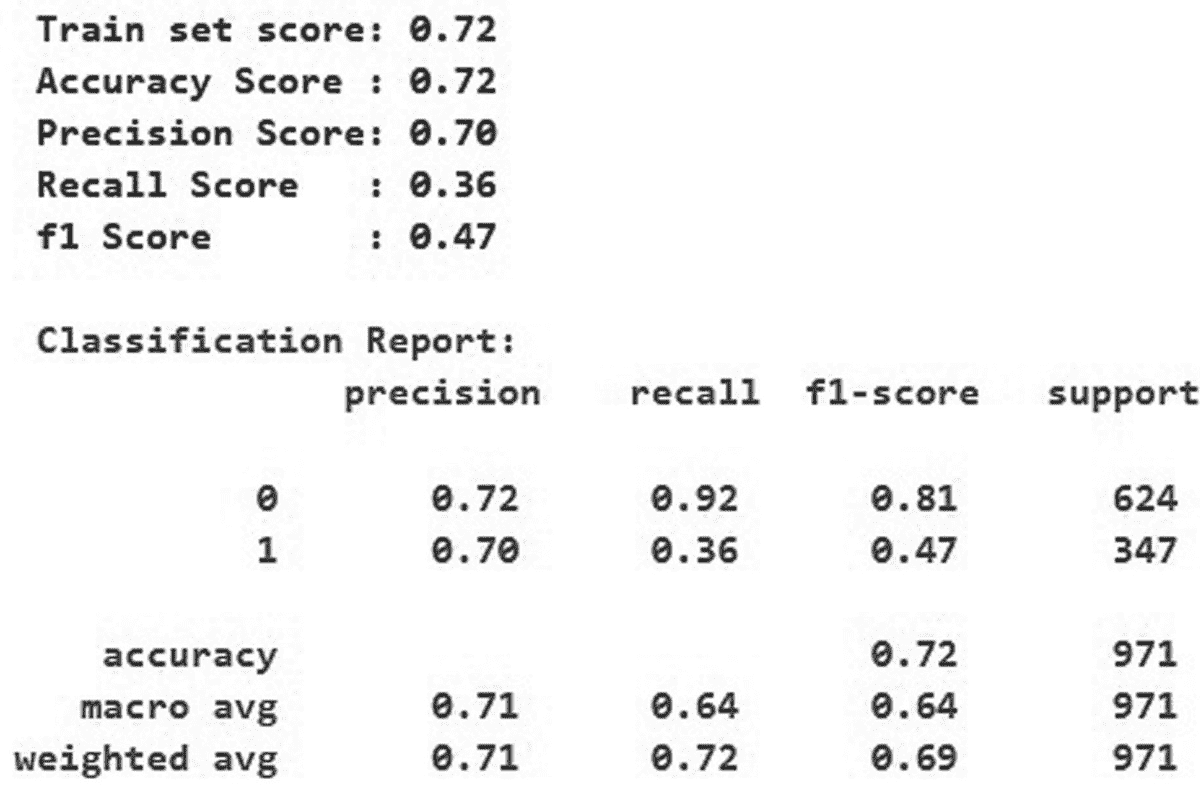 Train set score: 0.72
Accuracy Score : 0.72
Precision Score: 0.70
Recall Score   : 0.36
f1 Score       : 0.47
Classification Report:
precision    recall  f1-score   support
0       0.72      0.92      0.81       624
1       0.70      0.36      0.47       347
accuracy                           0.72       971
macro avg       0.71      0.64      0.64       971
weighted avg       0.71      0.72      0.69       971